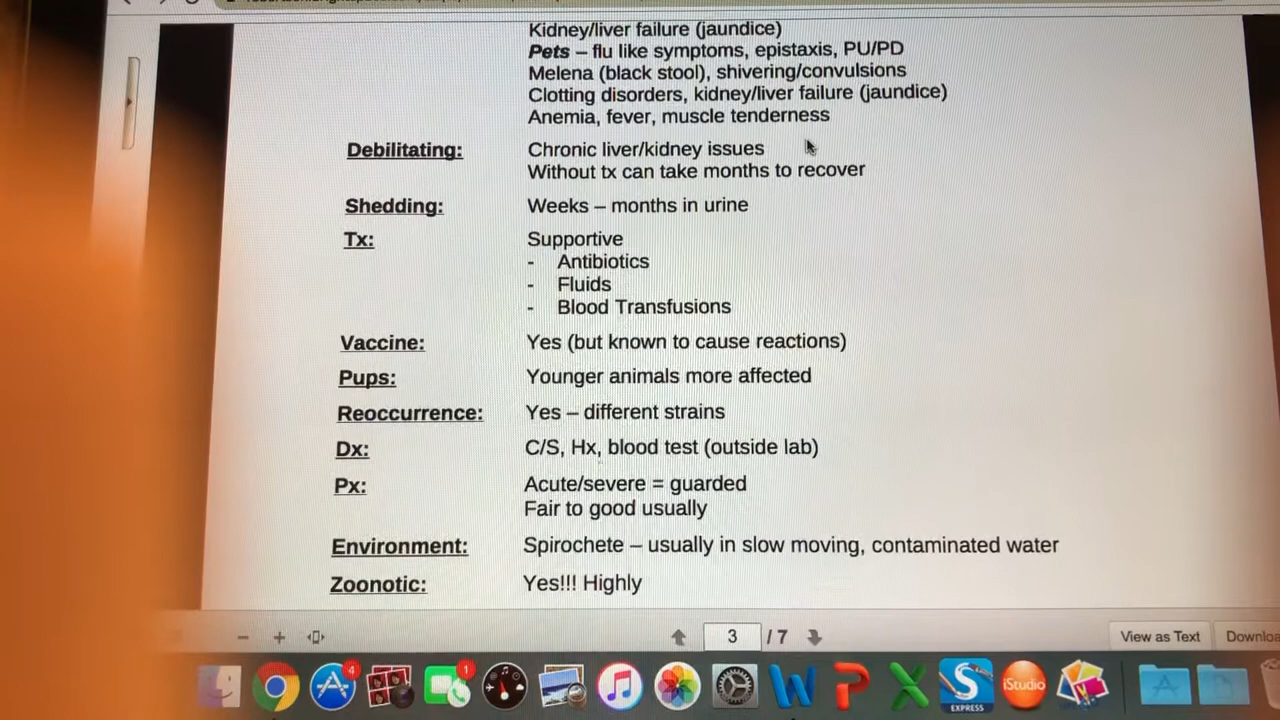 Kidney/liver failure (jaundice)
Pets – flu like symptoms, epistaxis, PU/PD
Melena (black stool), shivering/convulsions
Clotting disorders, kidney/liver failure (jaundice)
Anemia, fever, muscle tenderness
Debilitating: Chronic liver/kidney issues
Without tx can take months to recover
Shedding: Weeks – months in urine
Tx: Supportive
- Antibiotics
- Fluids
- Blood Transfusions
Vaccine: Yes (but known to cause reactions)
Pups: Younger animals more affected
Reoccurrence: Yes – different strains
Dx: C/S, Hx, blood test (outside lab)
Px: Acute/severe = guarded
Fair to good usually
Environment: Spirochete – usually in slow moving, contaminated water
Zoonotic: Yes!!! Highly
3 / 7 View as Text Downloa
4 1
W P X S EXPRESS iStudio